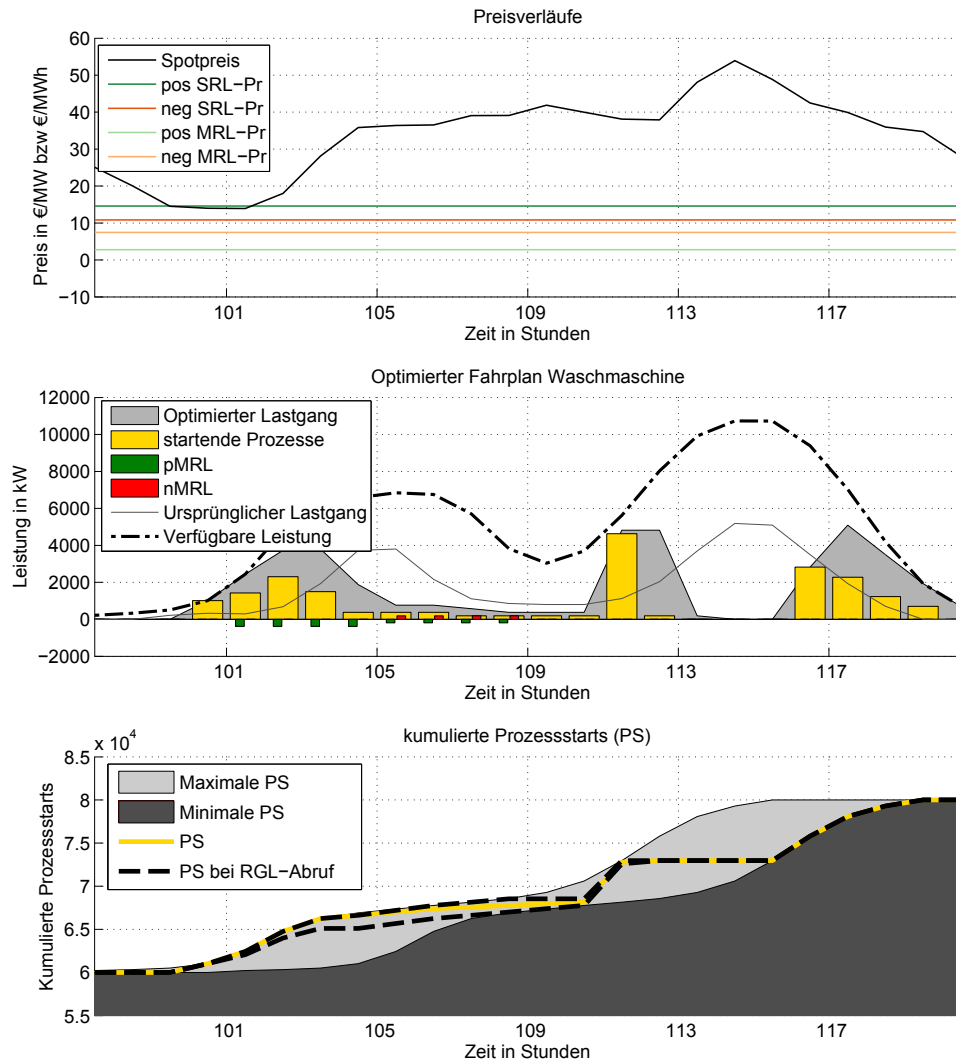 Preisverläufe
Preis in €/MW bzw €/MWh
60
50
40
30
20
10
0
−10
Spotpreis
pos SRL−Pr
neg SRL−Pr
pos MRL−Pr
neg MRL−Pr
101 105 109 113 117
Zeit in Stunden
Optimierter Fahrplan Waschmaschine
Leistung in kW
12000
10000
8000
6000
4000
2000
0
−2000
Optimierter Lastgang
startende Prozesse
pMRL
nMRL
Ursprünglicher Lastgang
Verfügbare Leistung
101 105 109 113 117
Zeit in Stunden
kumulierte Prozessstarts (PS)
x 10⁴
Kumulierte Prozessstarts
8.5
8
7.5
7
6.5
6
5.5
Maximale PS
Minimale PS
PS
PS bei RGL−Abruf
101 105 109 113 117
Zeit in Stunden